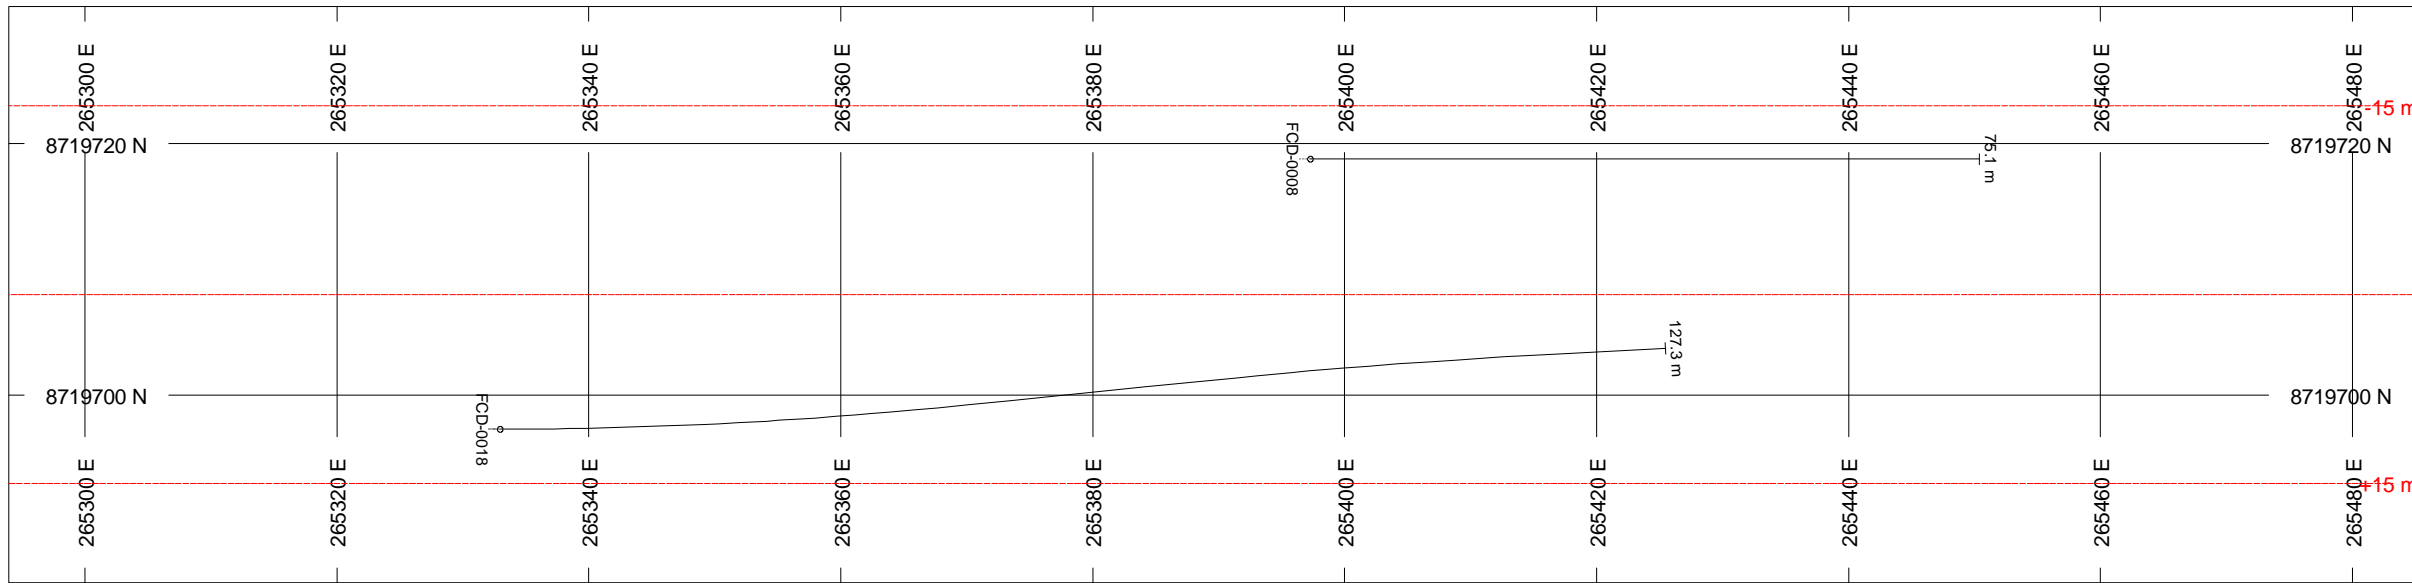 265300 E
265320 E
265340 E
265360 E
265380 E
265400 E
265420 E
265440 E
265460 E
265480 E
-15 m
8719720 N
FCD-0008
75.1 m
8719720 N
127.3 m
8719700 N
FCD-0018
8719700 N
265300 E
265320 E
265340 E
265360 E
265380 E
265400 E
265420 E
265440 E
265460 E
265480 E
+15 m